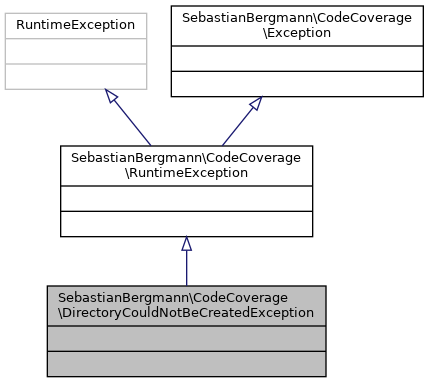 RuntimeException
SebastianBergmann\CodeCoverage
\Exception
SebastianBergmann\CodeCoverage
\RuntimeException
SebastianBergmann\CodeCoverage
\DirectoryCouldNotBeCreatedException